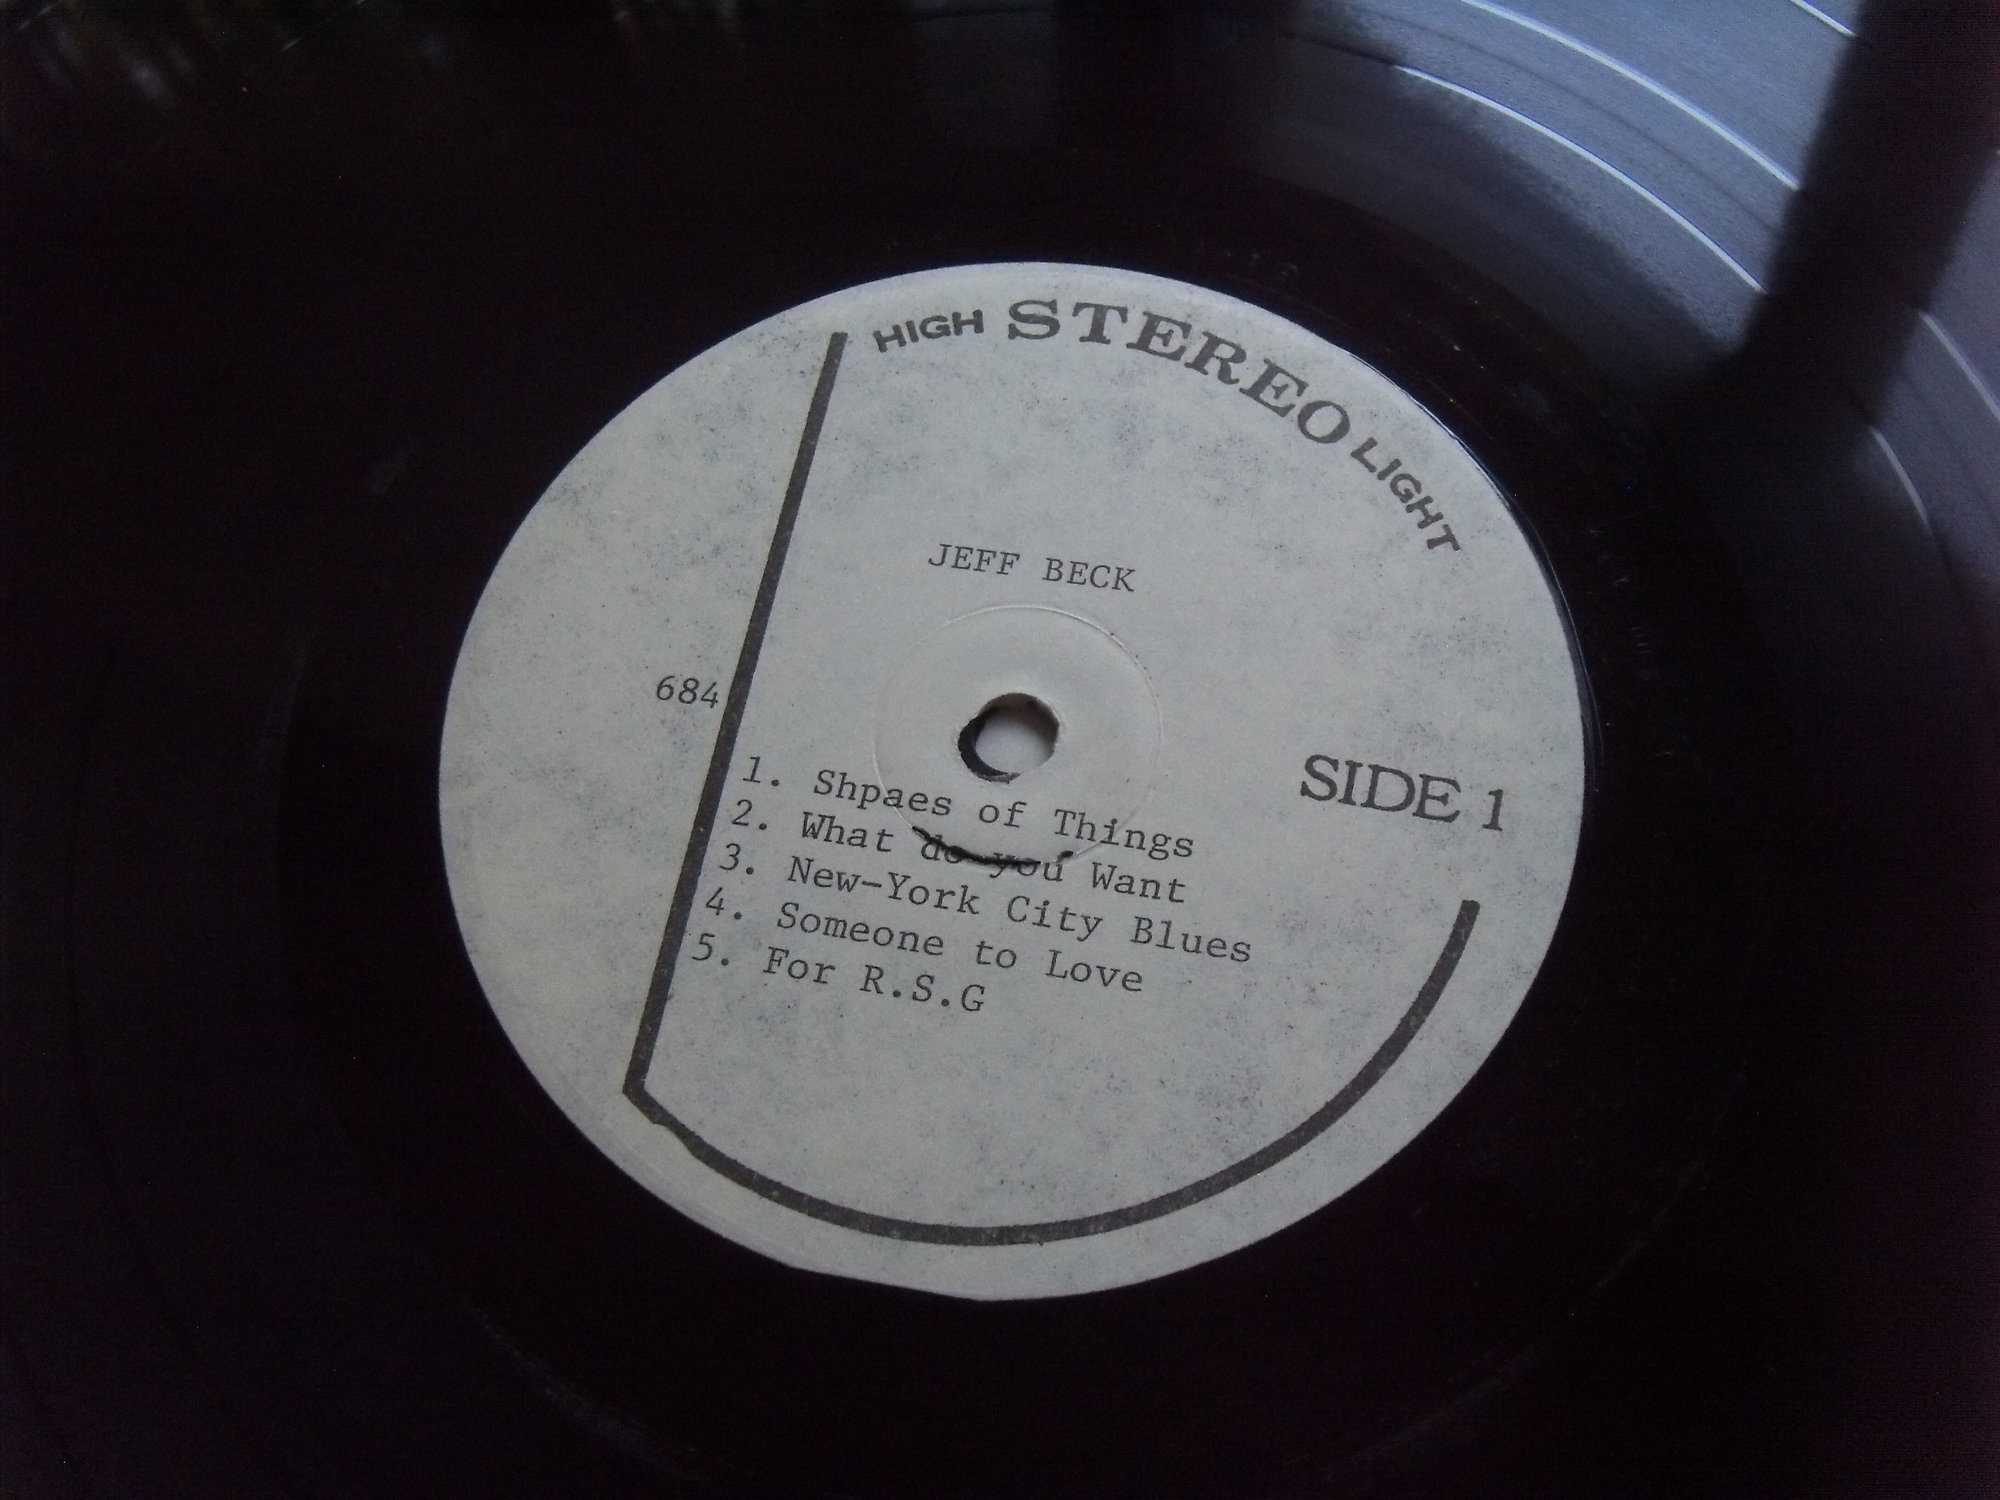 HIGH STEREO LIGHT
JEFF BECK
684
SIDE 1
1. Shpaes of Things
2. What do you Want
3. New-York City Blues
4. Someone to Love
5. For R.S.G